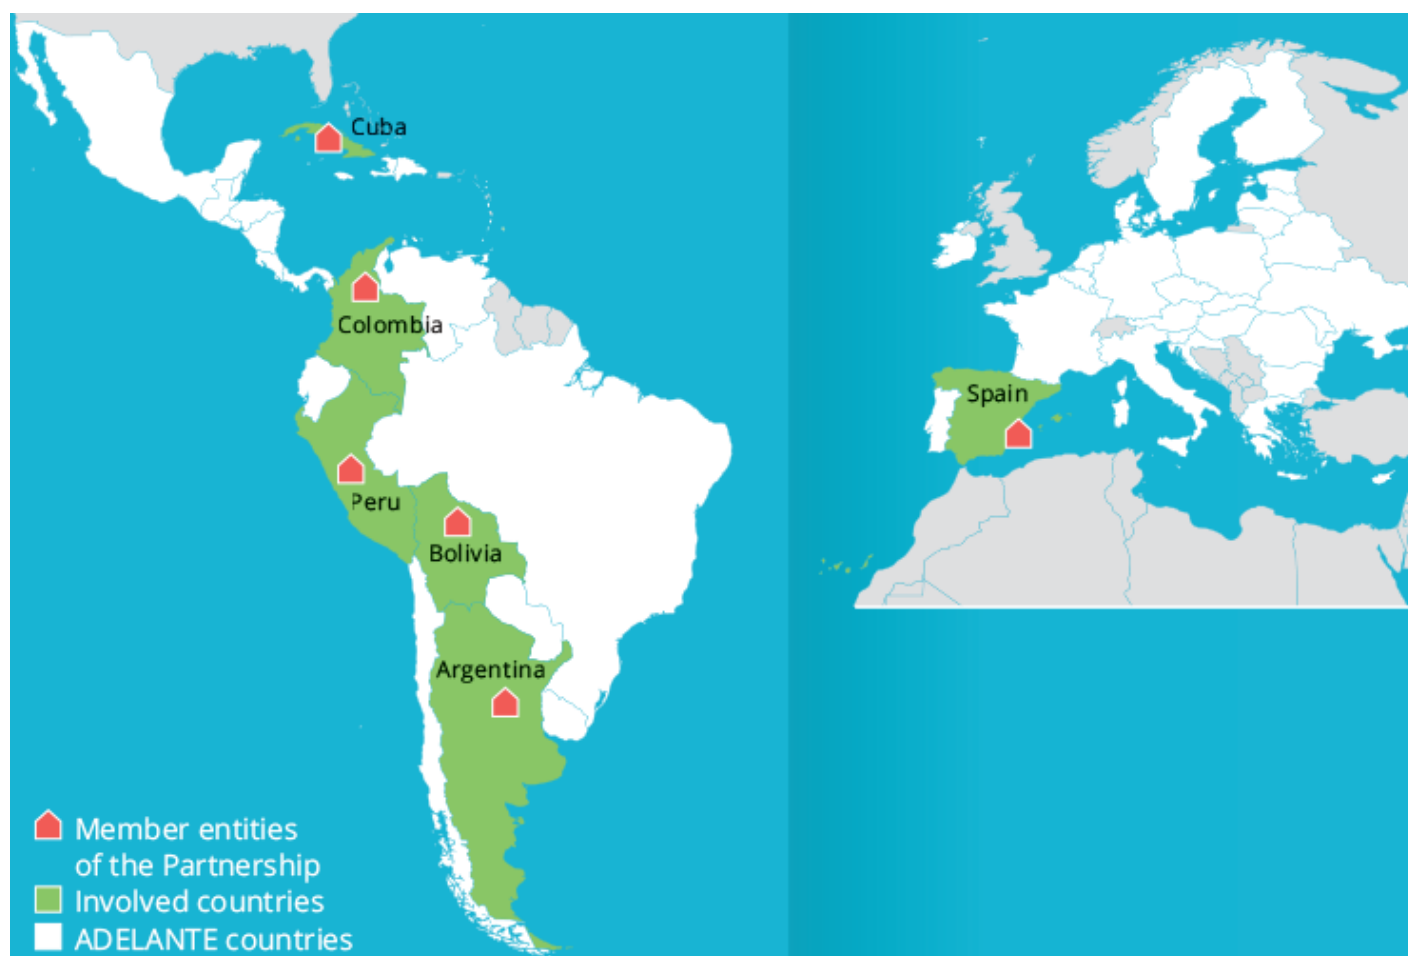 Cuba
Colombia
Peru
Bolivia
Argentina
Spain
Member entities
of the Partnership
Involved countries
ADELANTE countries